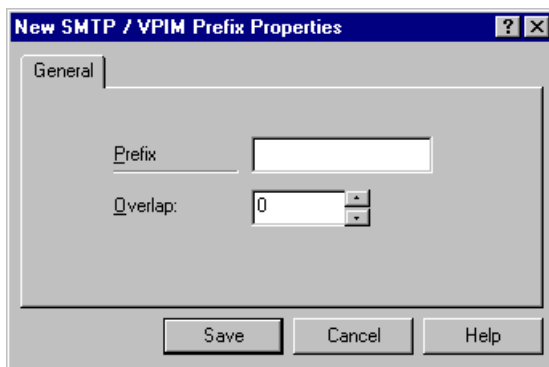 New SMTP / VPIM Prefix Properties
General
Prefix
Overlap: 0
Save Cancel Help